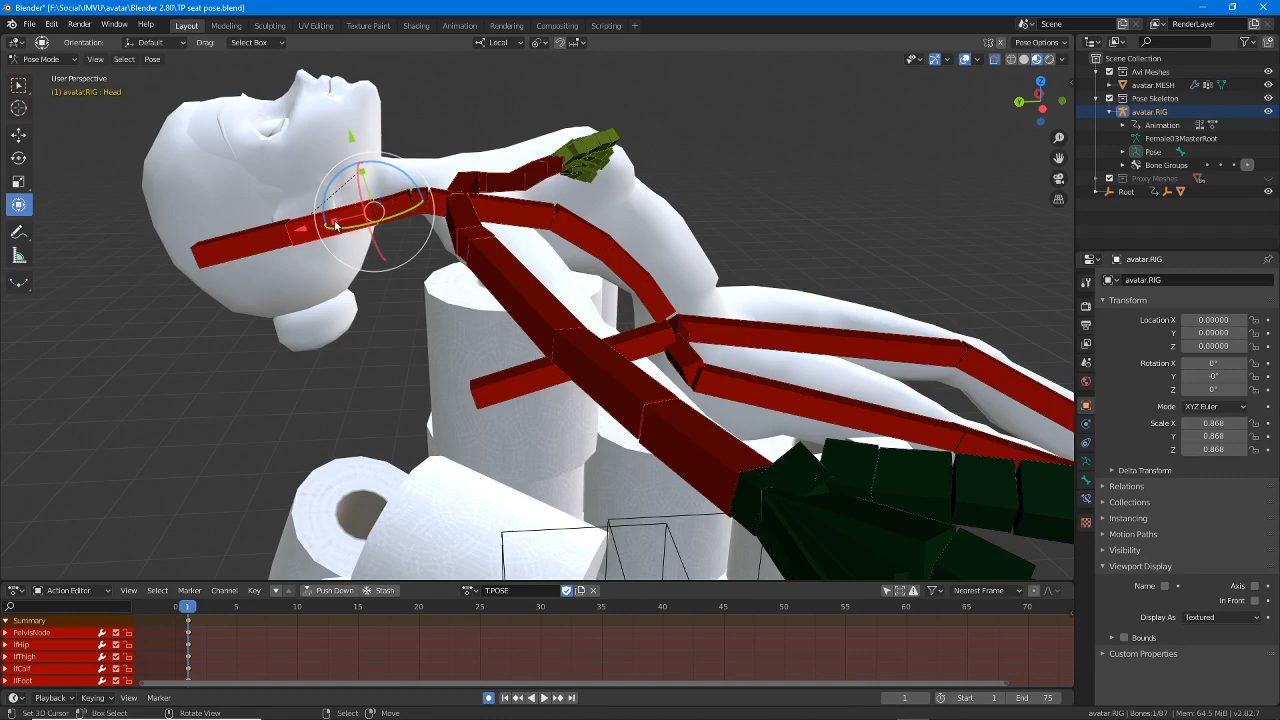 Blender* [F:\Social\IMVU\avatar\Blender 2.80\TP seat pose.blend]
File Edit Render Window Help Layout Modeling Sculpting UV Editing Texture Paint Shading Animation Rendering Compositing Scripting + Scene RenderLayer
Orientation: Default Drag: Select Box Local Pose Options
Pose Mode View Select Pose
User Perspective
(1) avatar.RIG : Head
Z
Y
Scene Collection
Avi Meshes
avatar.MESH
Pose Skeleton
avatar.RIG
Animation
Female03MasterRoot
Pose
Bone Groups
Proxy Meshes
Root
avatar.RIG
avatar.RIG
Transform
Location X 0.00000
Y 0.00000
Z 0.00000
Rotation X 0°
Y -0°
Z 0°
Mode XYZ Euler
Scale X 0.868
Y 0.868
Z 0.868
Delta Transform
Relations
Collections
Instancing
Motion Paths
Visibility
Viewport Display
Name Axis
In Front
Display As Textured
Bounds
Custom Properties
Action Editor View Select Marker Channel Key Push Down Stash T.POSE Nearest Frame
0 1 5 10 15 20 25 30 35 40 45 50 55 60 65 70
Summary
PelvisNode
lfHip
lfThigh
lfCalf
lfFoot
Playback Keying View Marker 1 Start 1 End 75
Set 3D Cursor Box Select Rotate View Select Move avatar.RIG | Bones:1/87 | Mem: 64.5 MiB | v2.82.7